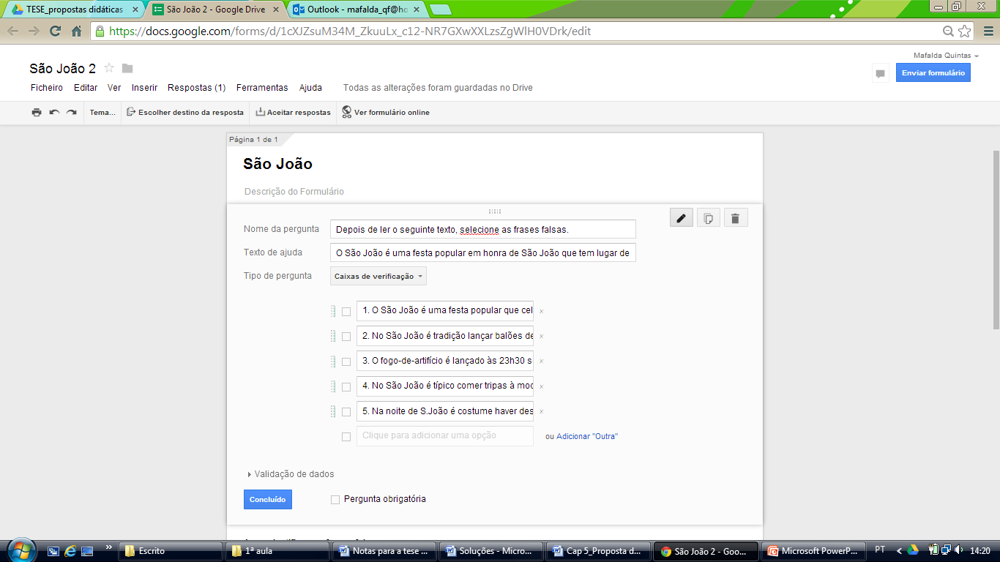 TESE_propostas didáticas
São João 2 - Google Drive
Outlook - mafalda_qf@ho
https://docs.google.com/forms/d/1cXJZsuM34M_ZkuuLx_c12-NR7GXwXXLzsZgWlH0VDrk/edit
Mafalda Quintas
São João 2
Enviar formulário
Ficheiro Editar Ver Inserir Respostas (1) Ferramentas Ajuda Todas as alterações foram guardadas no Drive
Tema... Escolher destino da resposta Aceitar respostas Ver formulário online
Página 1 de 1
São João
Descrição do Formulário
Nome da pergunta Depois de ler o seguinte texto, selecione as frases falsas.
Texto de ajuda O São João é uma festa popular em honra de São João que tem lugar de
Tipo de pergunta Caixas de verificação
1. O São João é uma festa popular que cel
2. No São João é tradição lançar balões de
3. O fogo-de-artifício é lançado às 23h30 s
4. No São João é típico comer tripas à moc
5. Na noite de S.João é costume haver des
Clique para adicionar uma opção ou Adicionar "Outra"
Validação de dados
Concluído Pergunta obrigatória
Escrito 1ª aula Notas para a tese ... Soluções - Micros... Cap 5_Proposta d... São João 2 - Goo... Microsoft PowerP... PT 14:20